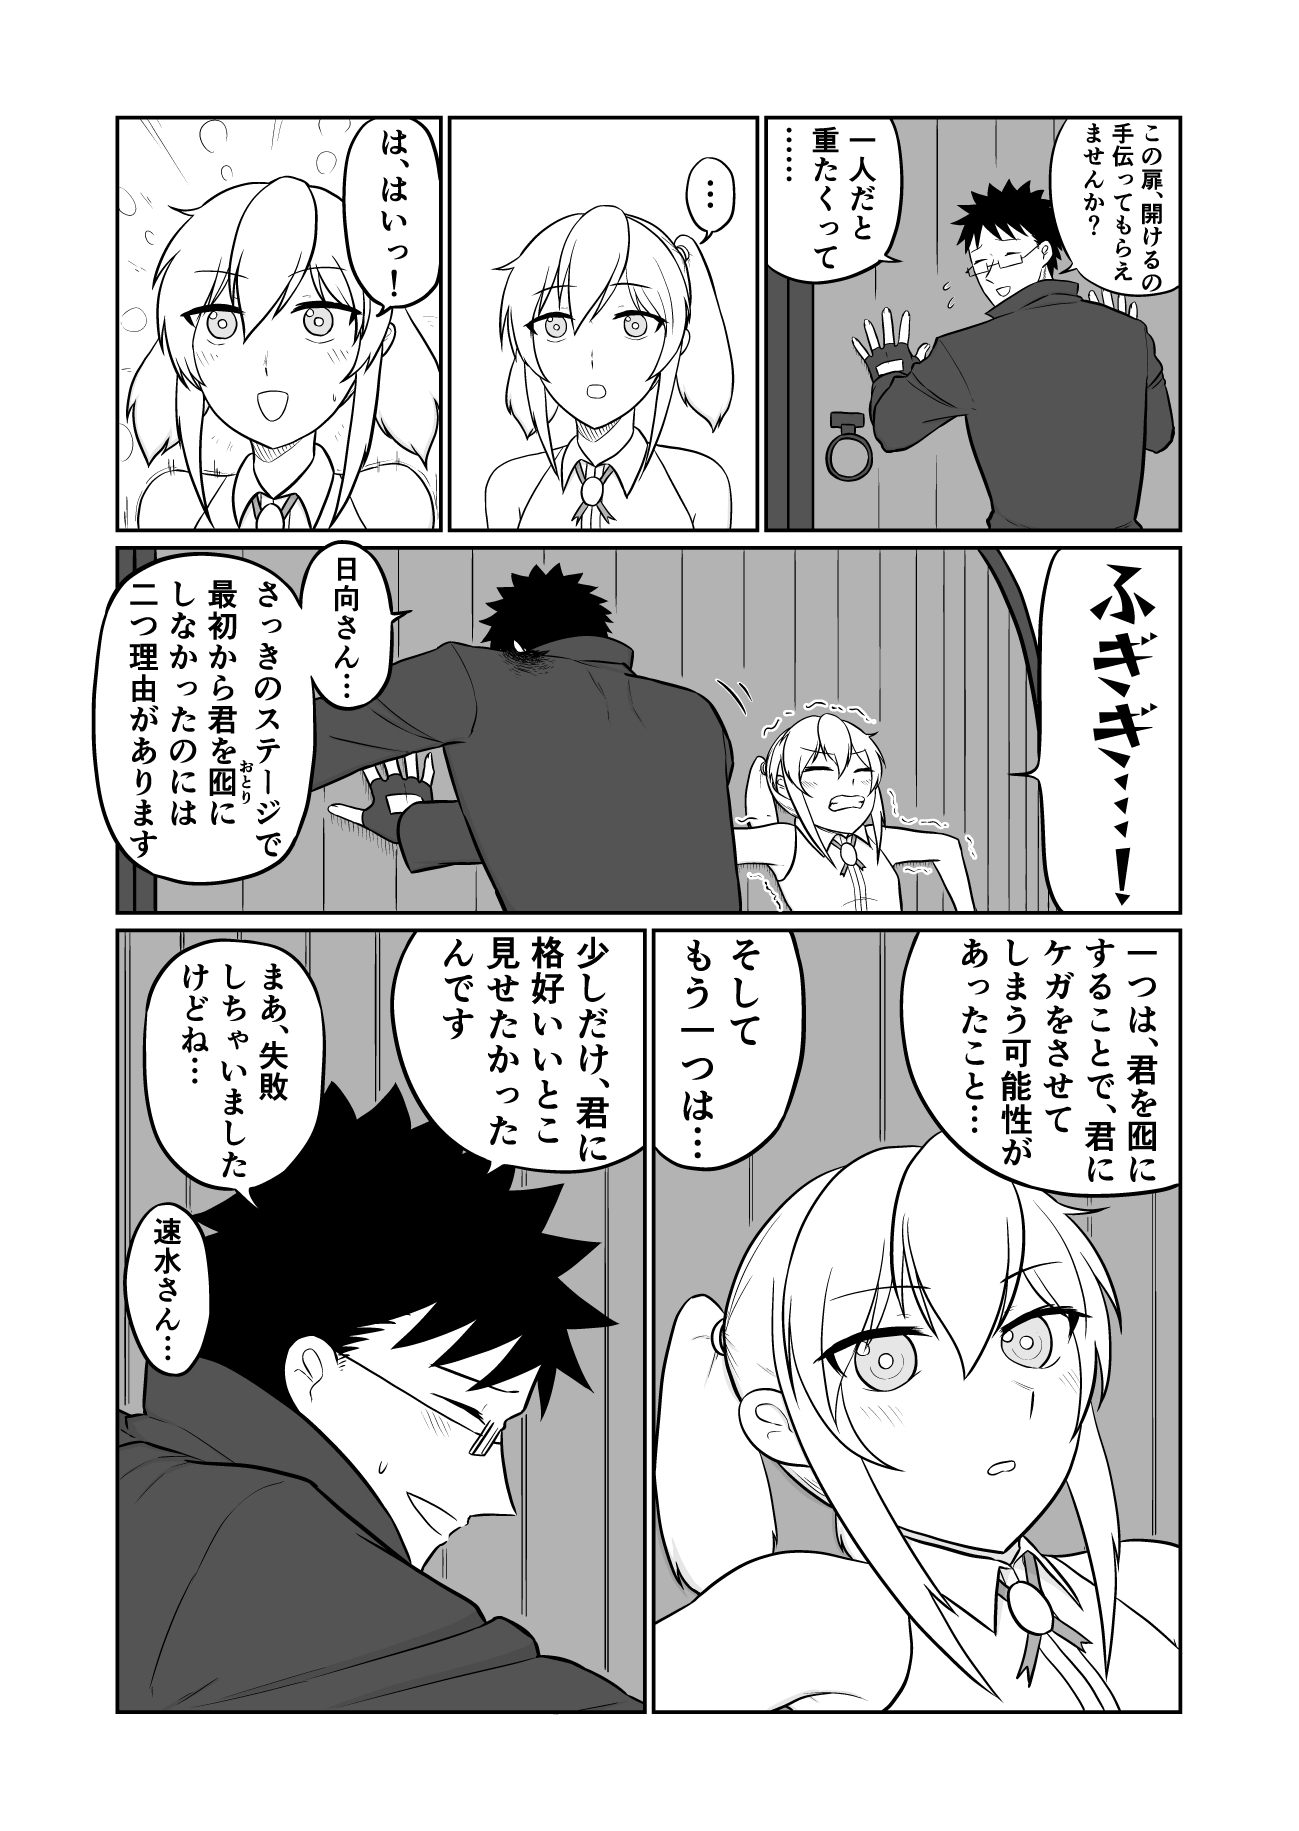 この扉、開けるの
手伝ってもらえ
ませんか?
一人だと
重たくって
……
…
は、はいっ!
ふぎぎ……!
日向さん…
さっきのステージで
最初から君を囮に
おとり
しなかったのには
二つ理由があります
一つは、君を囮に
することで、君に
ケガをさせて
しまう可能性が
あったこと…
そして
もう一つは…
少しだけ、君に
格好いいとこ
見せたかった
んです
まあ、失敗
しちゃいました
けどね…
速水さん…